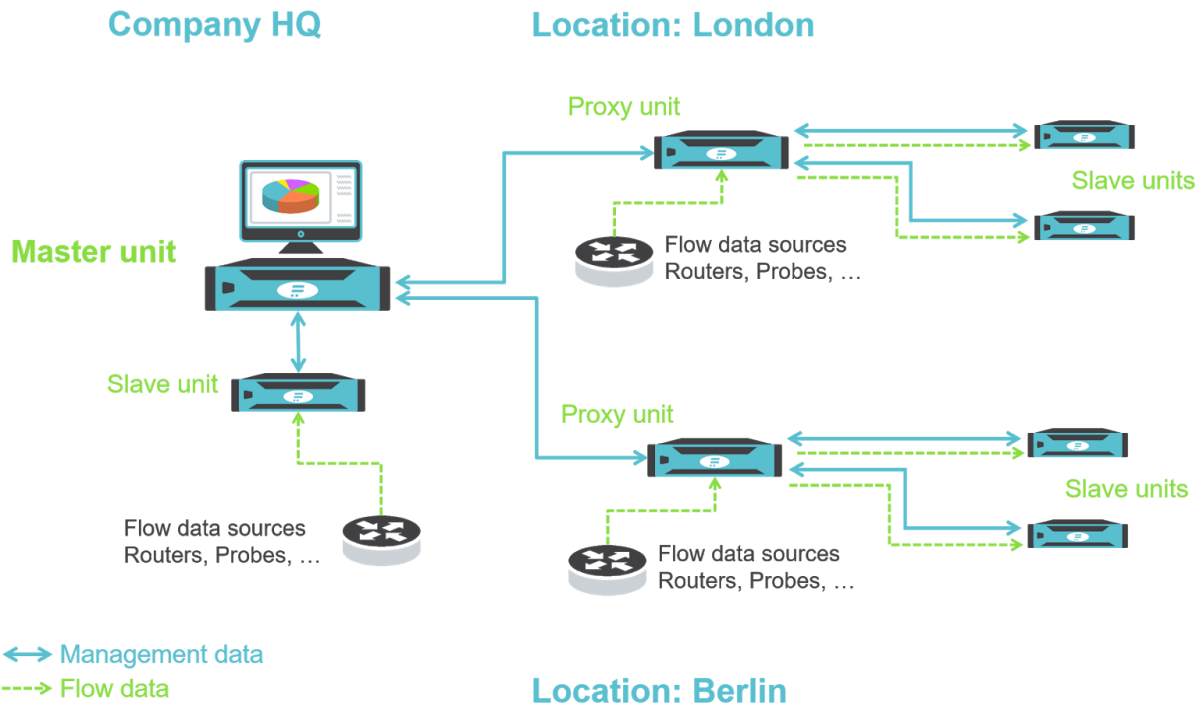 Company HQ
Location: London
Proxy unit
Slave units
Master unit
Flow data sources
Routers, Probes, ...
Slave unit
Proxy unit
Slave units
Flow data sources
Routers, Probes, ...
Flow data sources
Routers, Probes, ...
Management data
Flow data
Location: Berlin